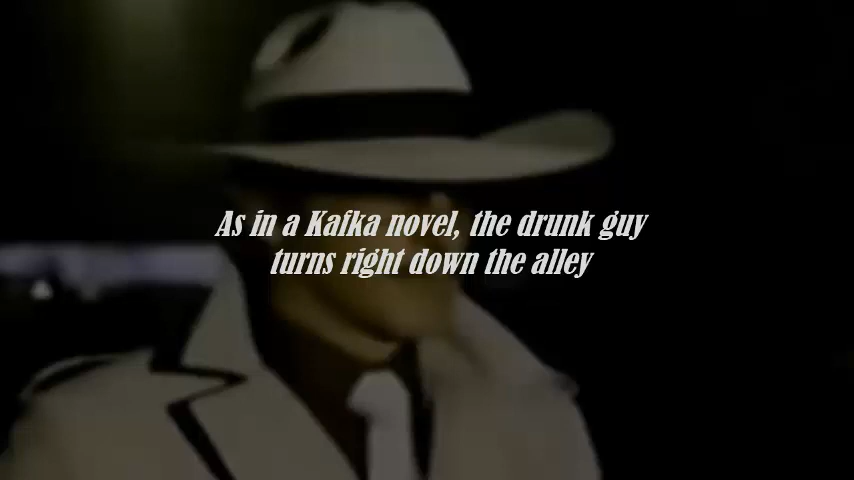 As in a Kafka novel, the drunk guy
turns right down the alley